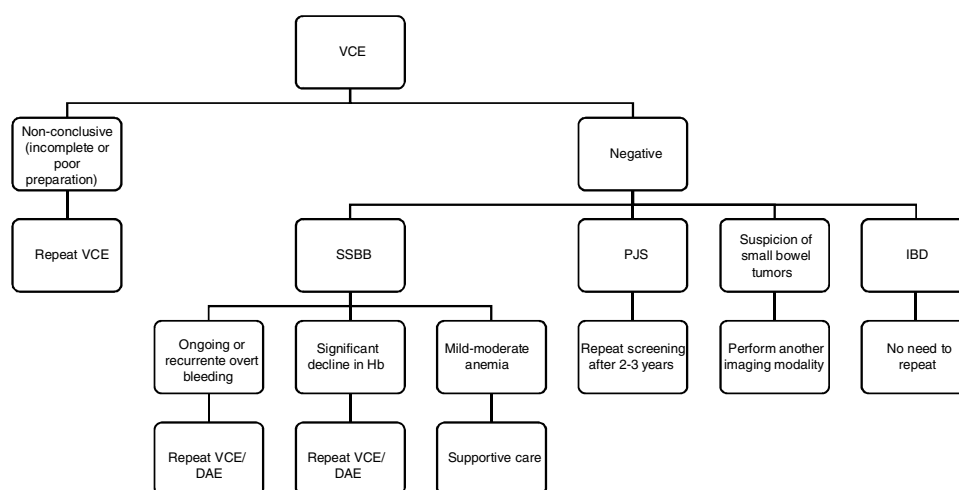 VCE
Non-conclusive
(incomplete or
poor
preparation)
Negative
Repeat VCE
SSBB
PJS
Suspicion of
small bowel
tumors
IBD
Ongoing or
recurrente overt
bleeding
Significant
decline in Hb
Mild-moderate
anemia
Repeat screening
after 2-3 years
Perform another
imaging modality
No need to
repeat
Repeat VCE/
DAE
Repeat VCE/
DAE
Supportive care